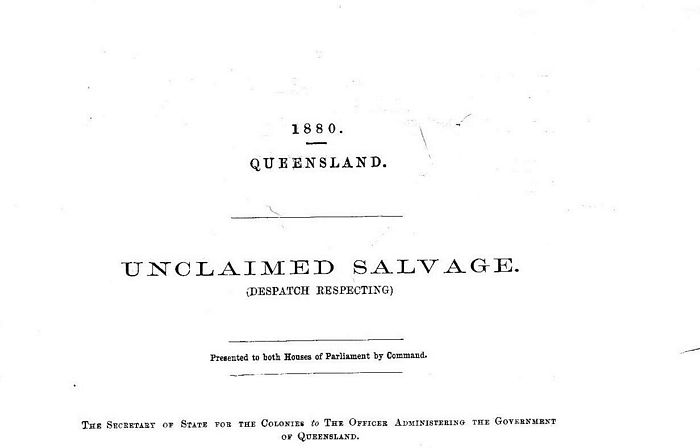 1880.
QUEENSLAND.
UNCLAIMED SALVAGE.
(DESPATCH RESPECTING)
Presented to both Houses of Parliament by Command.
THE SECRETARY OF STATE FOR THE COLONIES to THE OFFICER ADMINISTERING THE GOVERNMENT
OF QUEENSLAND.